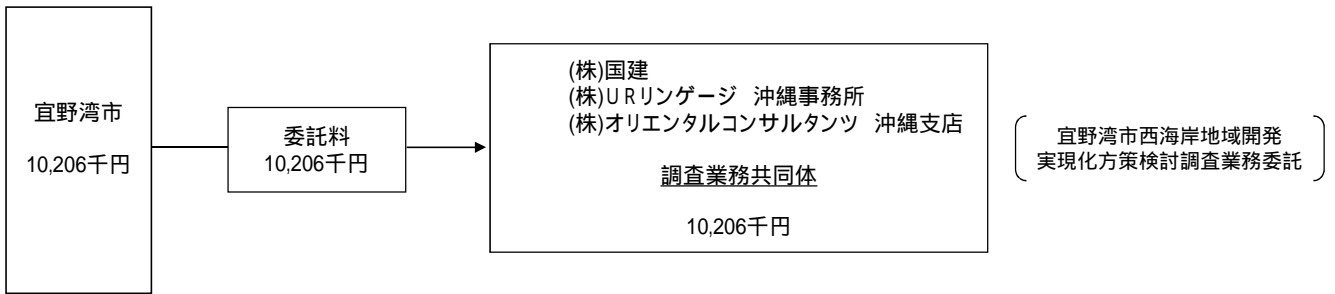 宜野湾市
10,206千円
委託料
10,206千円
(株)国建
(株)URリンゲージ 沖縄事務所
(株)オリエンタルコンサルタンツ 沖縄支店
調査業務共同体
10,206千円
宜野湾市西海岸地域開発
実現化方策検討調査業務委託